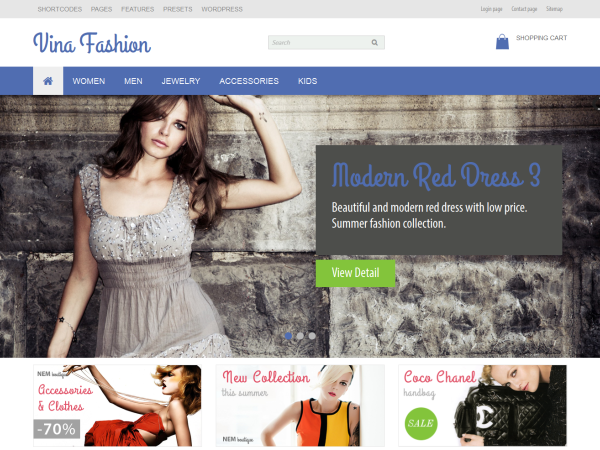 SHORTCODES PAGES FEATURES PRESETS WORDPRESS
Login page Contact page Sitemap
Vina Fashion
Search
SHOPPING CART
WOMEN MEN JEWELRY ACCESSORIES KIDS
Modern Red Dress 3
Beautiful and modern red dress with low price.
Summer fashion collection.
View Detail
NEM boutique
Accessories
& Clothes
-70%
New Collection
this summer
NEM boutique
Coco Chanel
handbag
SALE